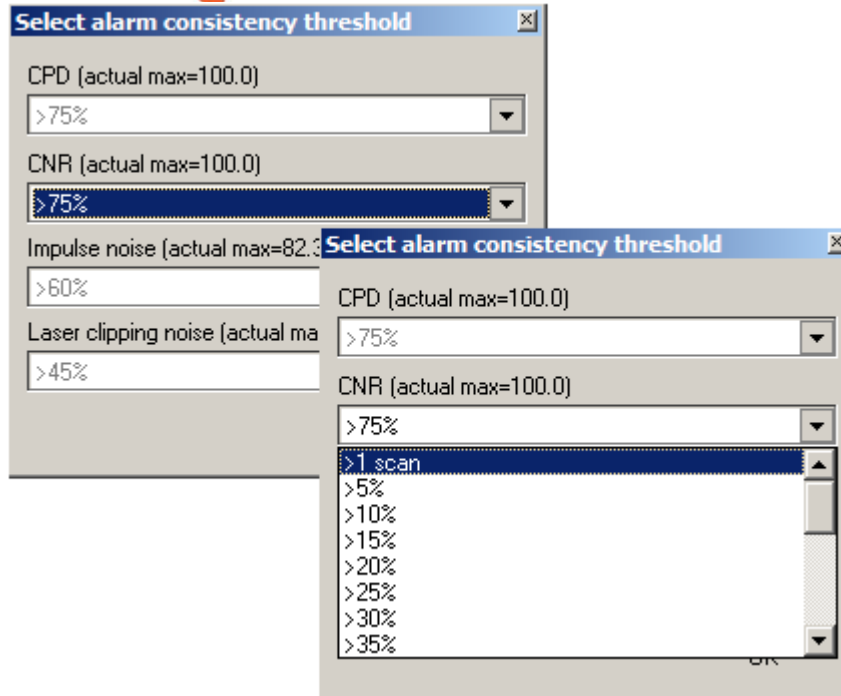 Select alarm consistency threshold
CPD (actual max=100.0)
>75%
CNR (actual max=100.0)
>75%
Impulse noise (actual max=82.3
>60%
Laser clipping noise (actual ma
>45%
Select alarm consistency threshold
CPD (actual max=100.0)
>75%
CNR (actual max=100.0)
>75%
>1 scan
>5%
>10%
>15%
>20%
>25%
>30%
>35%
OK